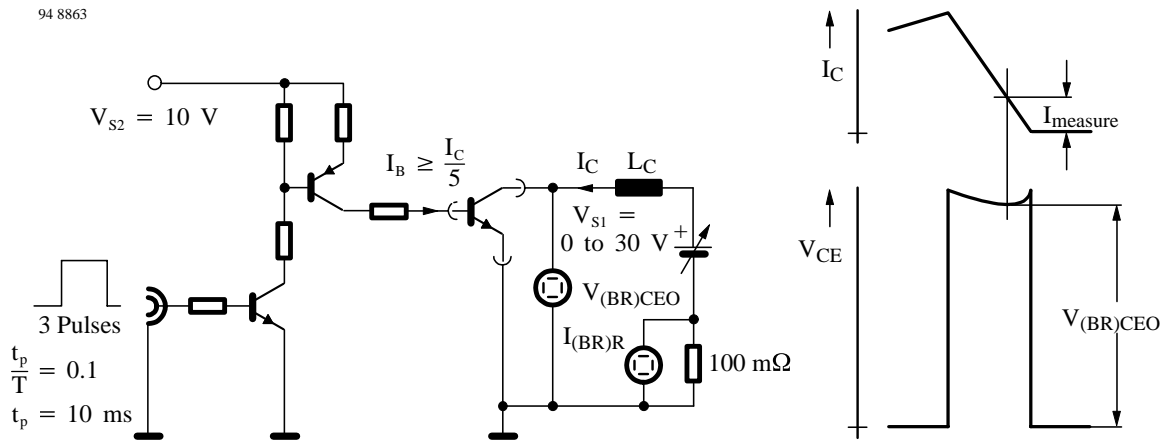 94 8863
V_S2 = 10 V
I_B ≥ I_C/5
I_C
L_C
V_S1 =
0 to 30 V
+
V_(BR)CEO
I_(BR)R
100 mΩ
3 Pulses
t_p/T = 0.1
t_p = 10 ms
I_C
I_measure
V_CE
V_(BR)CEO